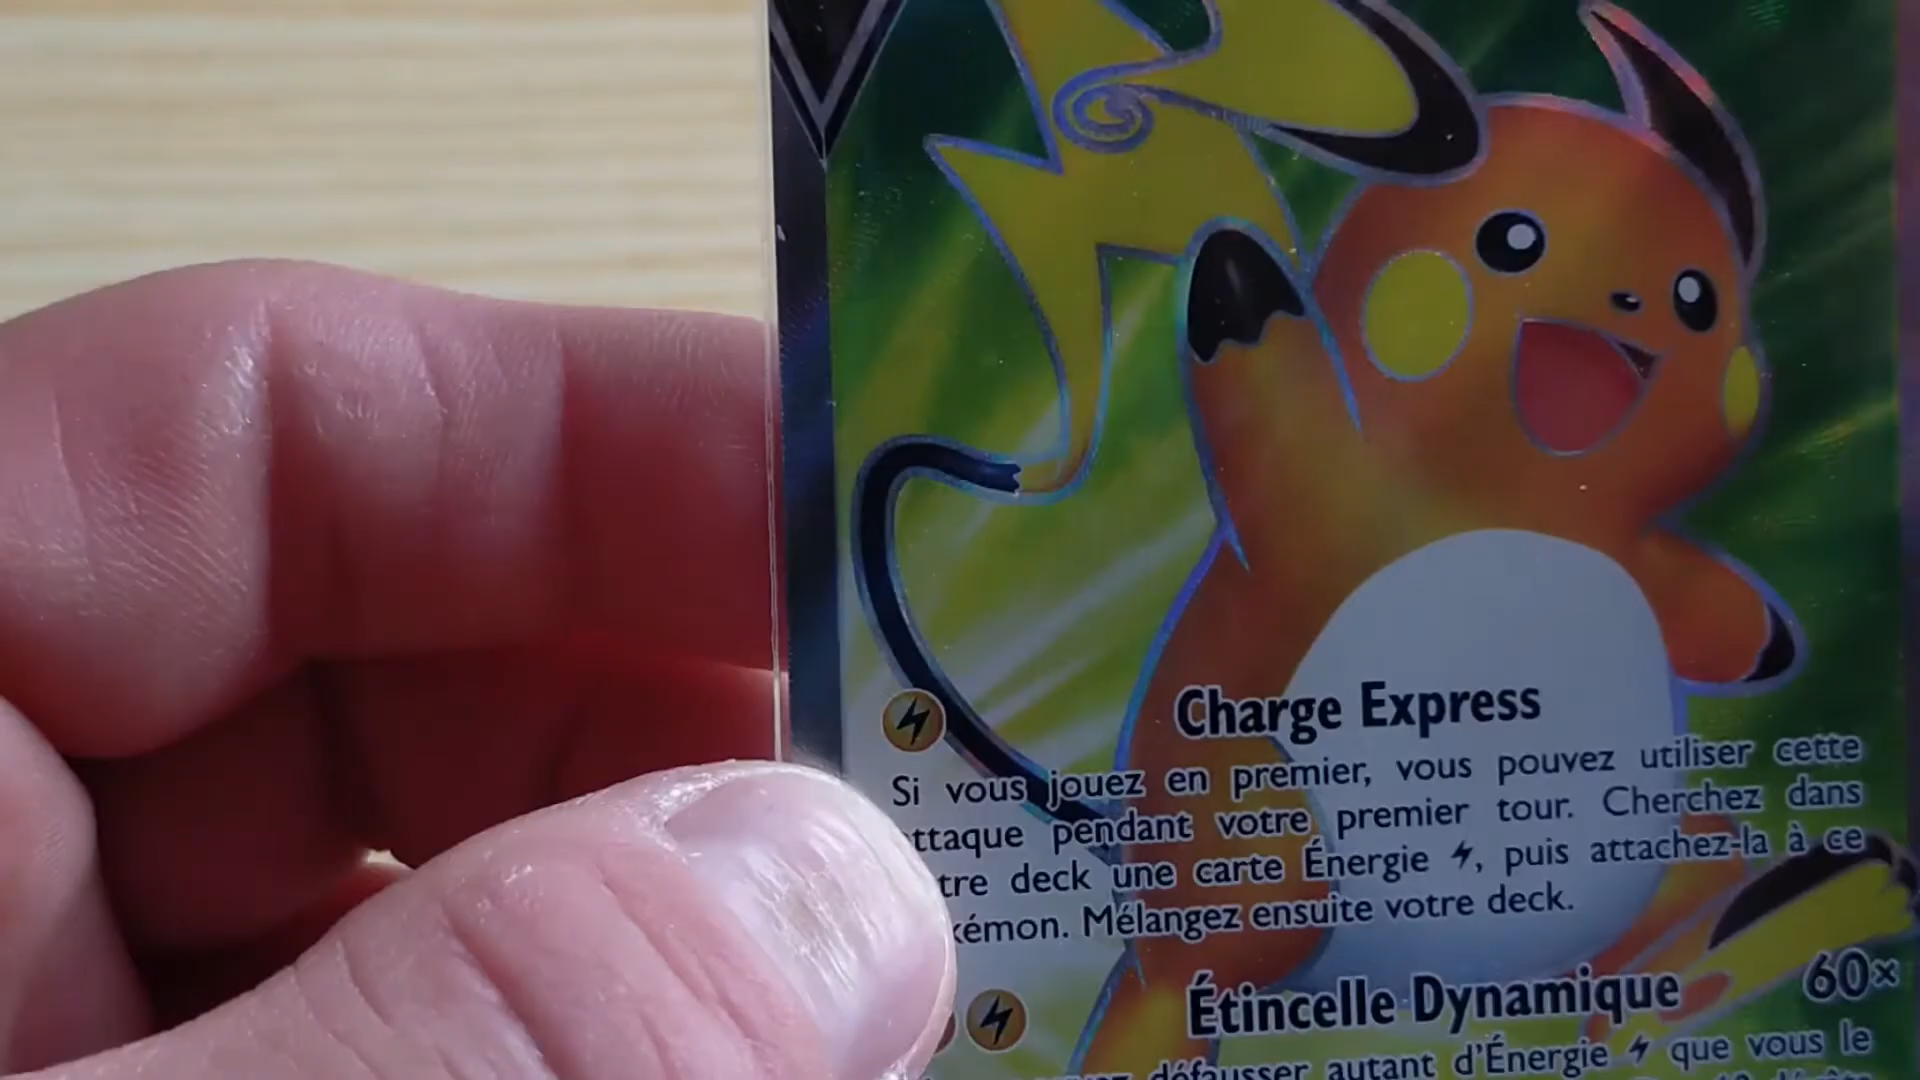 Charge Express
Si vous jouez en premier, vous pouvez utiliser cette
ttaque pendant votre premier tour. Cherchez dans
tre deck une carte Énergie, puis attachez-la à ce
kémon. Mélangez ensuite votre deck.
Étincelle Dynamique 60×
défausser autant d'Énergie que vous le